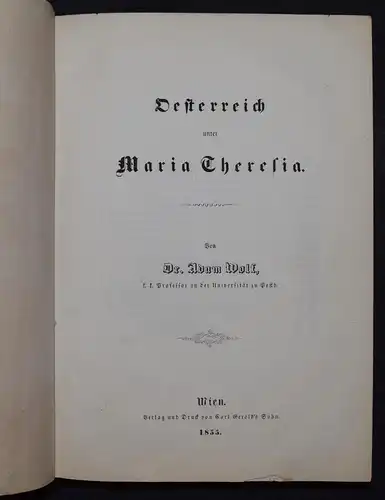 Oesterreich
unter
Maria Theresia.
Von
Dr. Adam Wolf,
k. k. Professor an der Universität zu Pesth.
Wien.
Verlag und Druck von Carl Gerold's Sohn.
1855.